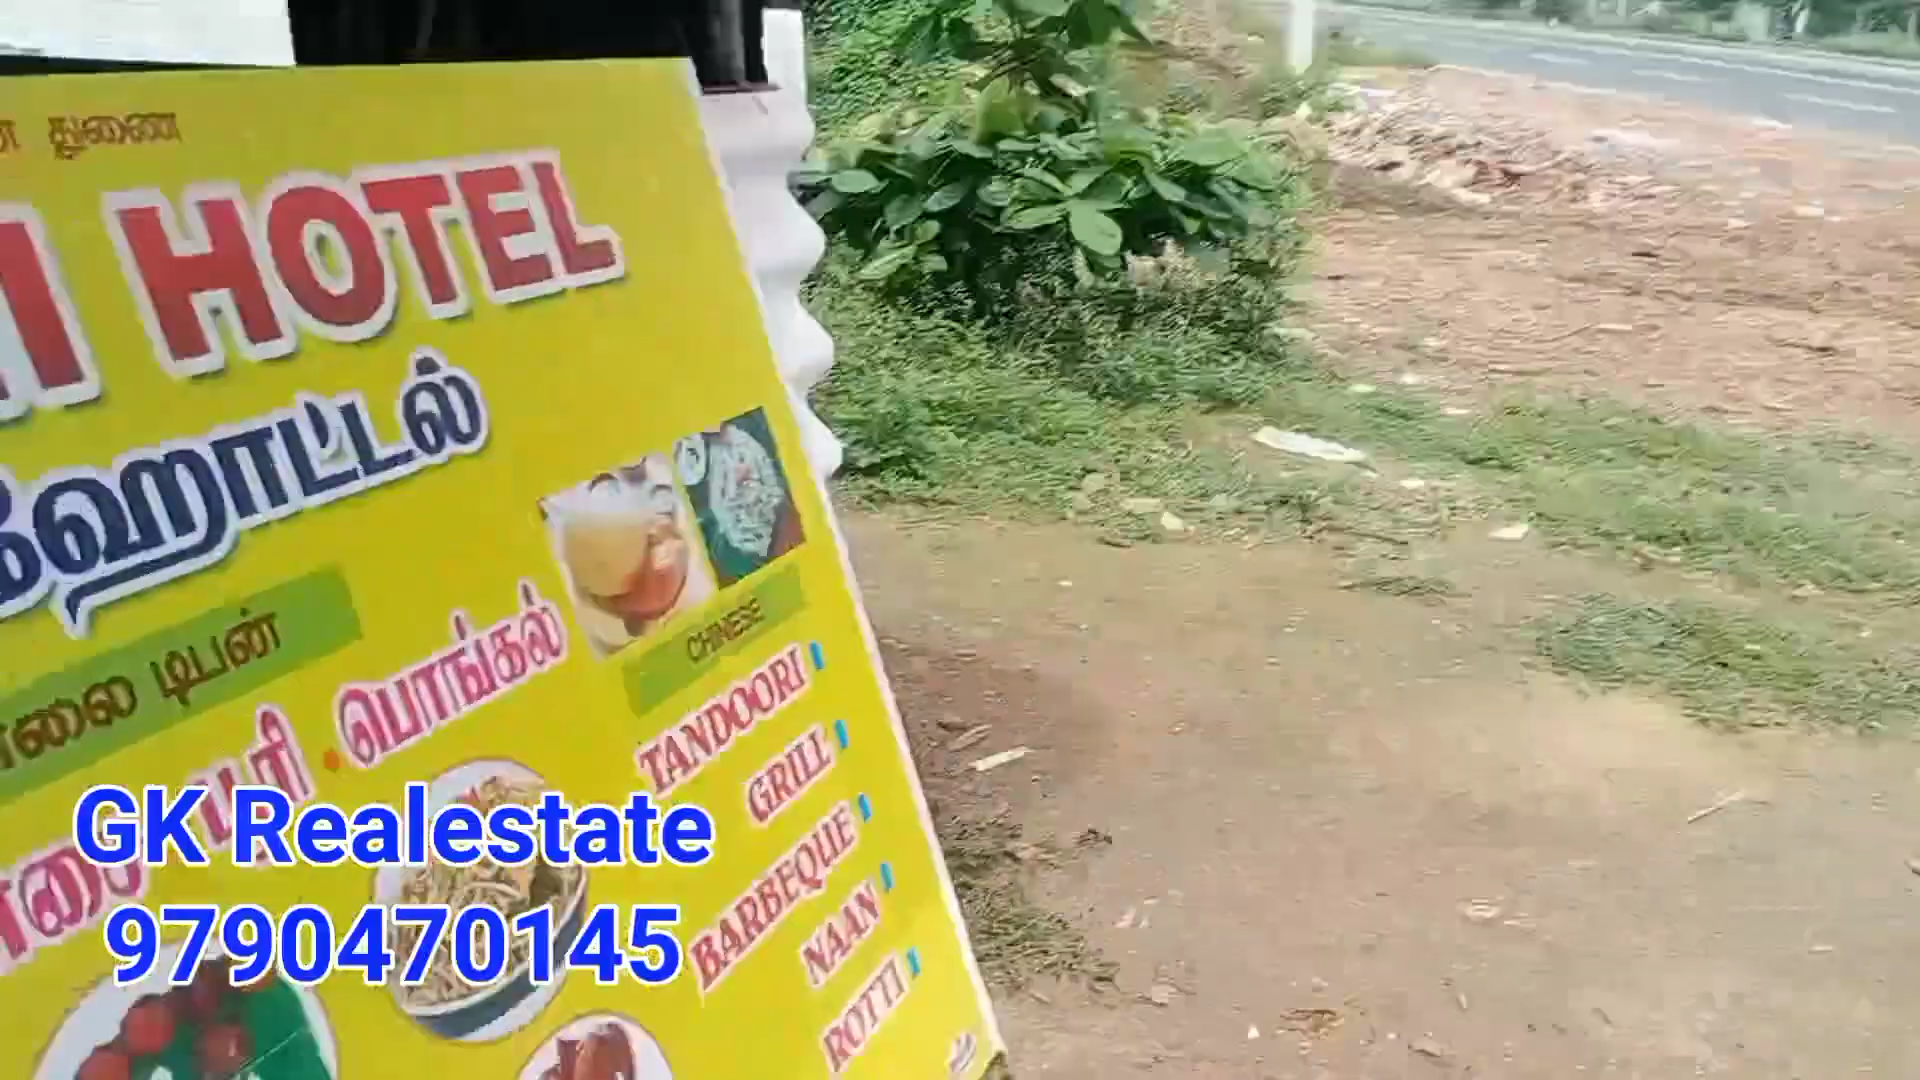 துணை
HOTEL
ஹோட்டல்
டிபன்
பூரி • பொங்கல்
CHINESE
TANDOORI
GRILL
BARBEQUE
NAAN
ROTTI
GK Realestate
9790470145